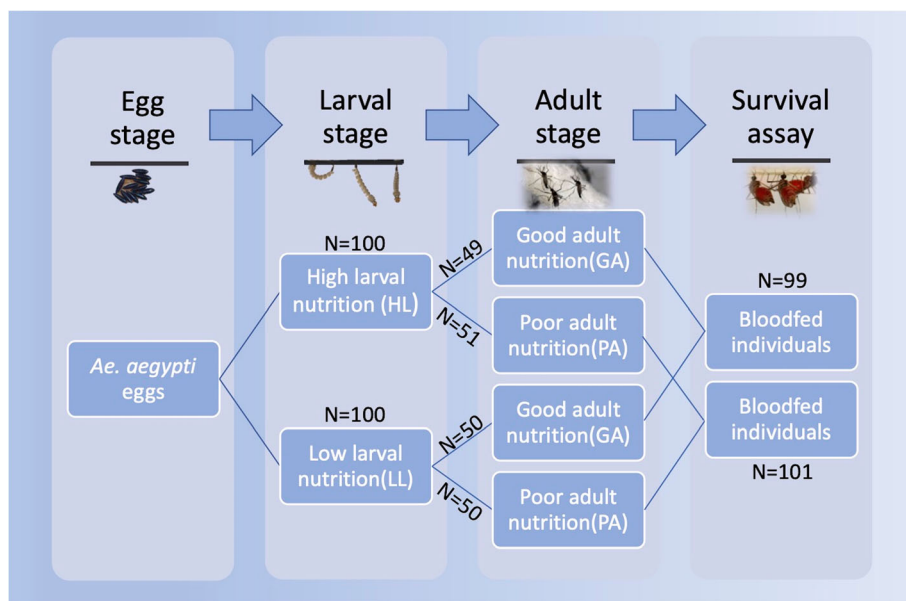 Egg
stage
Larval
stage
Adult
stage
Survival
assay
N=100
High larval
nutrition (HL)
N=49
N=51
Good adult
nutrition(GA)
Poor adult
nutrition(PA)
N=99
Bloodfed
individuals
Ae. aegypti
eggs
N=100
Low larval
nutrition(LL)
N=50
N=50
Good adult
nutrition(GA)
Poor adult
nutrition(PA)
Bloodfed
individuals
N=101